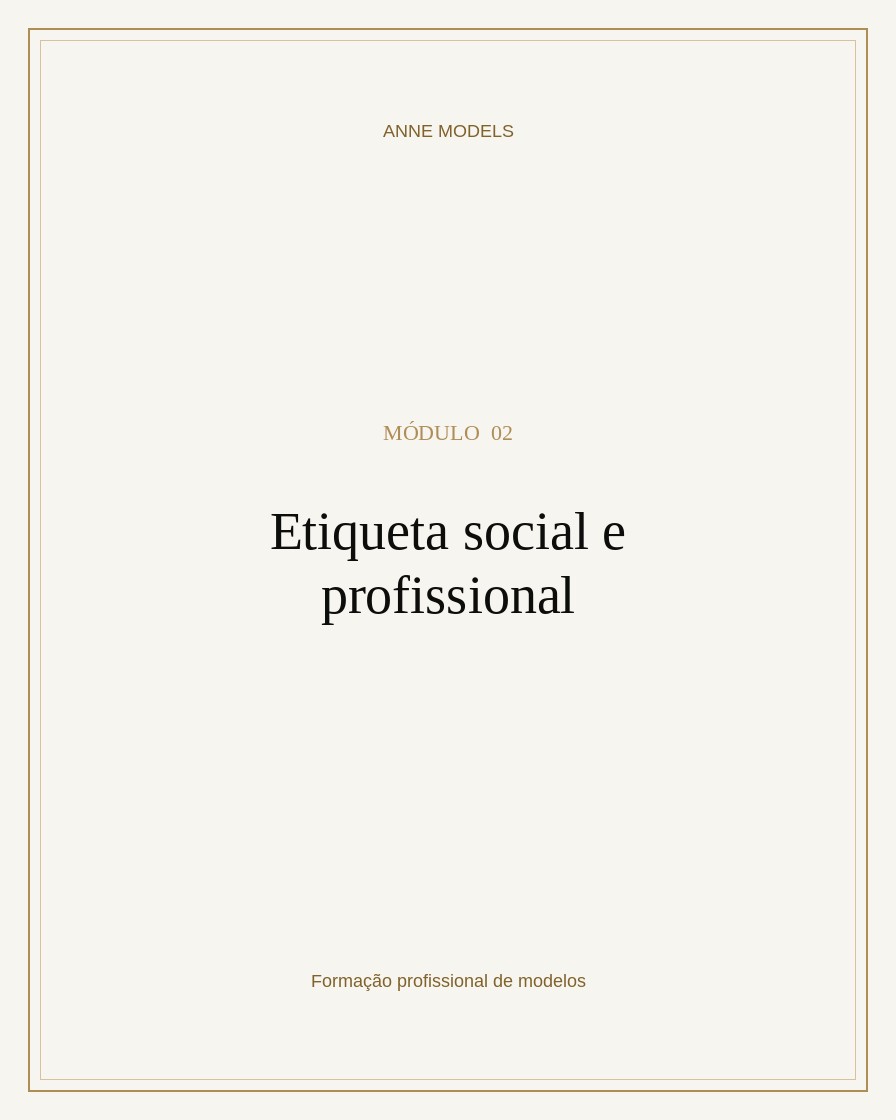 ANNE MODELS
MÓDULO 02
Etiqueta social e
profissional
Formação profissional de modelos